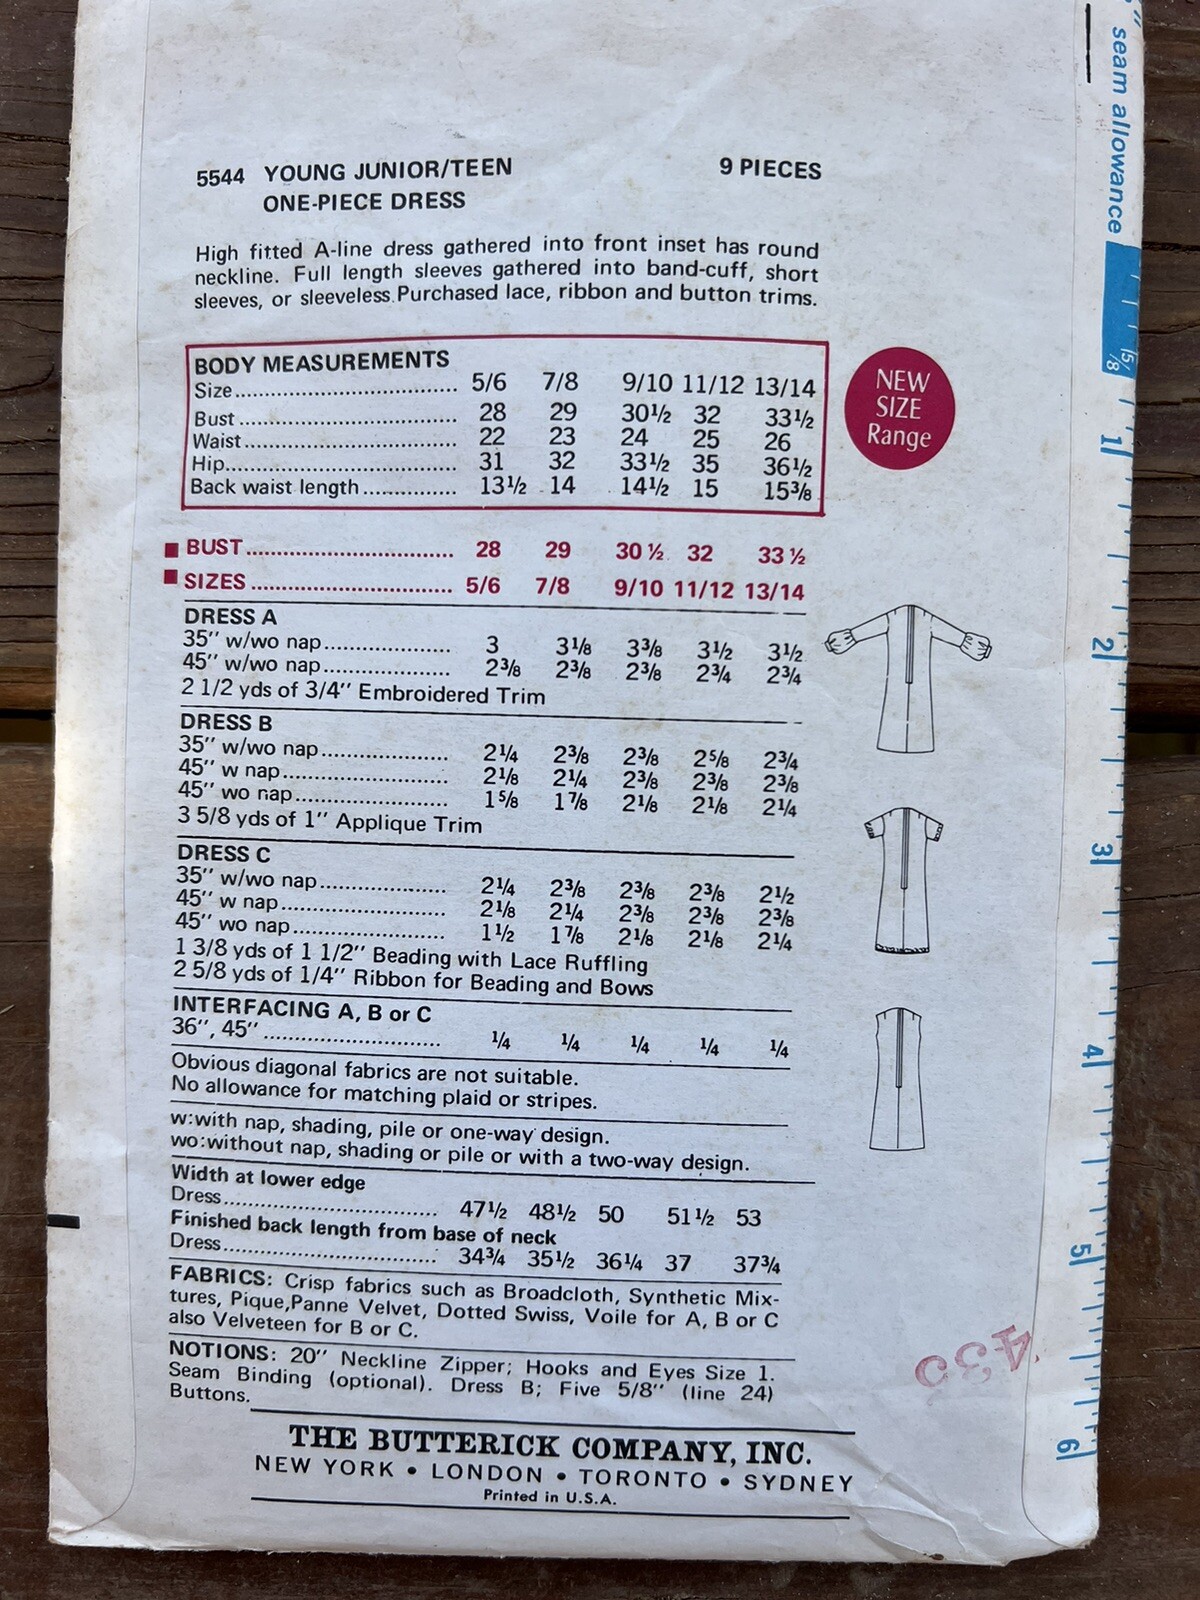 5544 YOUNG JUNIOR/TEEN 9 PIECES
ONE-PIECE DRESS
High fitted A-line dress gathered into front inset has round
neckline. Full length sleeves gathered into band-cuff, short
sleeves, or sleeveless.Purchased lace, ribbon and button trims.
BODY MEASUREMENTS
Size.............................. 5/6 7/8 9/10 11/12 13/14
Bust .............................. 28 29 30½ 32 33½
Waist.............................. 22 23 24 25 26
Hip.............................. 31 32 33½ 35 36½
Back waist length............... 13½ 14 14½ 15 15⅜
NEW
SIZE
Range
BUST.............................. 28 29 30 ½ 32 33 ½
SIZES.............................. 5/6 7/8 9/10 11/12 13/14
DRESS A
35" w/wo nap.................... 3 3⅛ 3⅜ 3½ 3½
45" w/wo nap.................... 2⅜ 2⅜ 2⅜ 2¾ 2¾
2 1/2 yds of 3/4" Embroidered Trim
DRESS B
35" w/wo nap.................... 2¼ 2⅜ 2⅜ 2⅝ 2¾
45" w nap......................... 2⅛ 2¼ 2⅜ 2⅜ 2⅜
45" wo nap....................... 1⅝ 1⅞ 2⅛ 2⅛ 2¼
3 5/8 yds of 1" Applique Trim
DRESS C
35" w/wo nap.................... 2¼ 2⅜ 2⅜ 2⅜ 2½
45" w nap......................... 2⅛ 2¼ 2⅜ 2⅜ 2⅜
45" wo nap....................... 1½ 1⅞ 2⅛ 2⅛ 2¼
1 3/8 yds of 1 1/2" Beading with Lace Ruffling
2 5/8 yds of 1/4" Ribbon for Beading and Bows
INTERFACING A, B or C
36", 45" ............................ ¼ ¼ ¼ ¼ ¼
Obvious diagonal fabrics are not suitable.
No allowance for matching plaid or stripes.
w:with nap, shading, pile or one-way design.
wo:without nap, shading or pile or with a two-way design.
Width at lower edge
Dress................................. 47½ 48½ 50 51½ 53
Finished back length from base of neck
Dress................................. 34¾ 35½ 36¼ 37 37¾
FABRICS: Crisp fabrics such as Broadcloth, Synthetic Mix-
tures, Pique,Panne Velvet, Dotted Swiss, Voile for A, B or C
also Velveteen for B or C.
NOTIONS: 20" Neckline Zipper; Hooks and Eyes Size 1.
Seam Binding (optional). Dress B; Five 5/8" (line 24)
Buttons.
THE BUTTERICK COMPANY, INC.
NEW YORK • LONDON • TORONTO • SYDNEY
Printed in U.S.A.
seam allowance
5/8
1
2
3
4
5
6